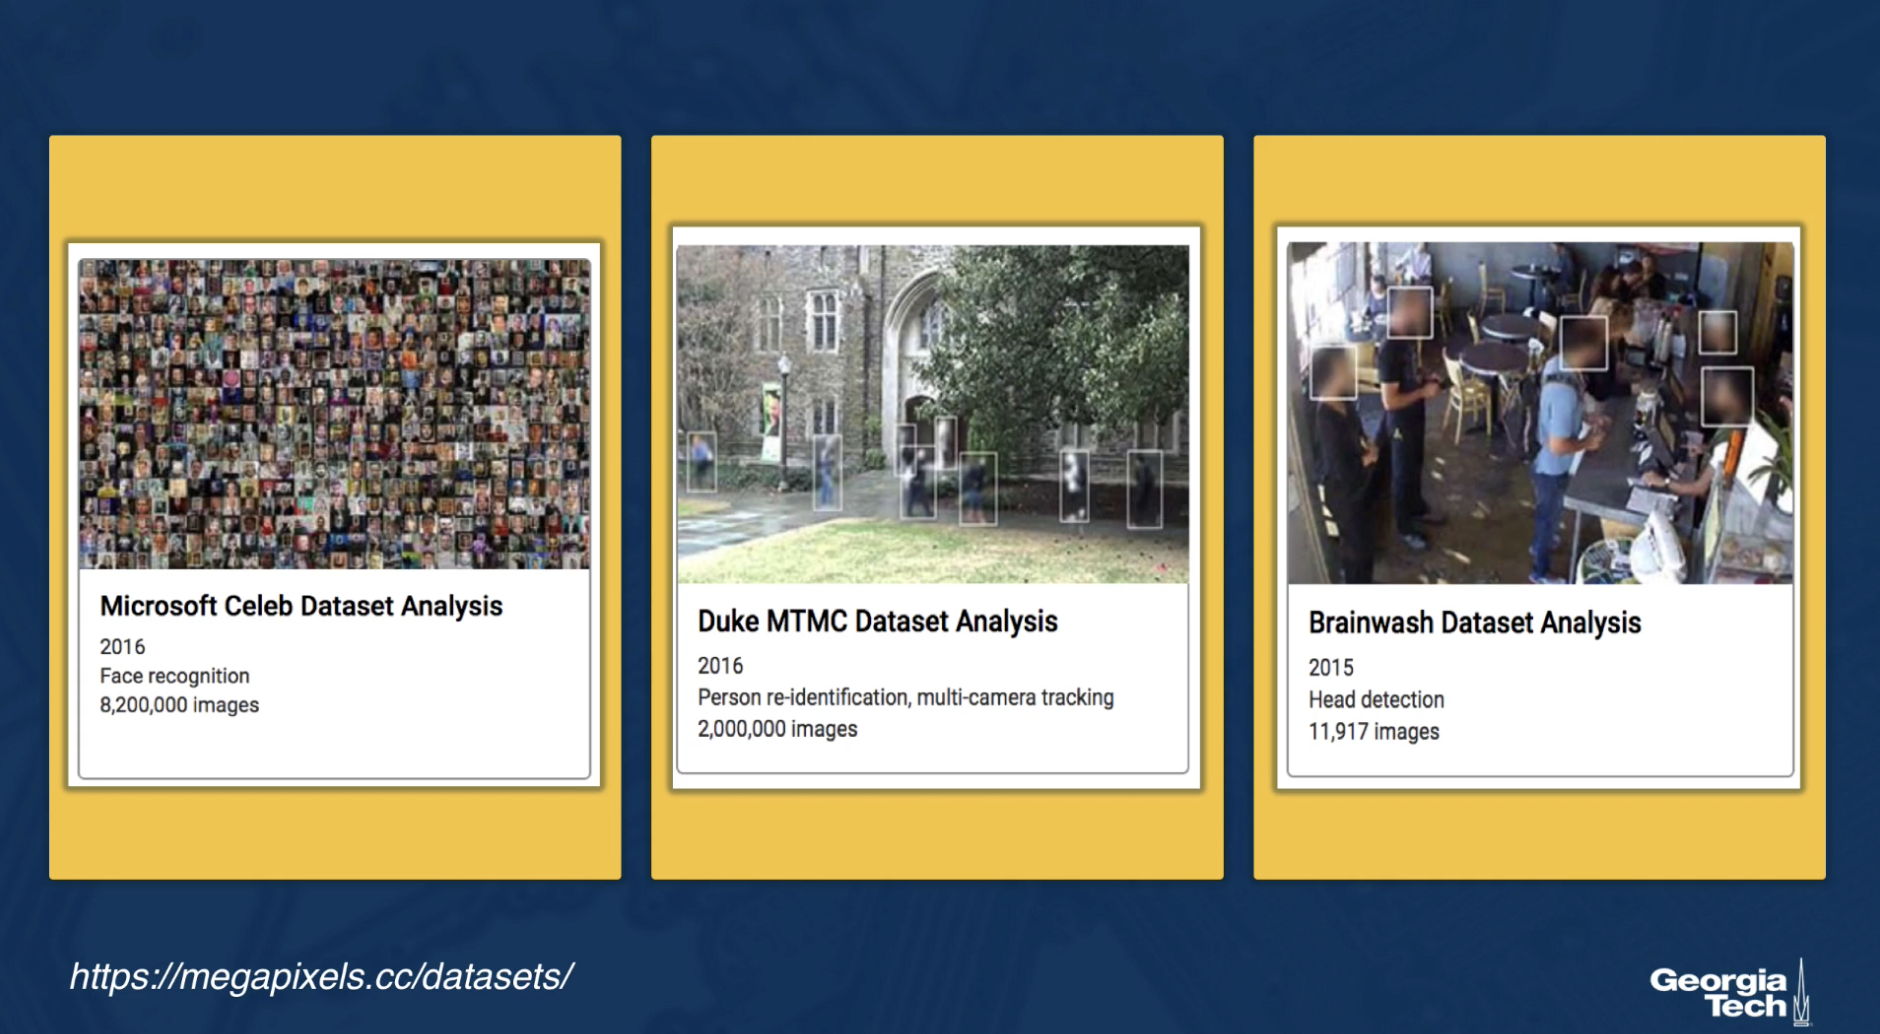 Microsoft Celeb Dataset Analysis
2016
Face recognition
8,200,000 images
Duke MTMC Dataset Analysis
2016
Person re-identification, multi-camera tracking
2,000,000 images
Brainwash Dataset Analysis
2015
Head detection
11,917 images
https://megapixels.cc/datasets/
Georgia
Tech